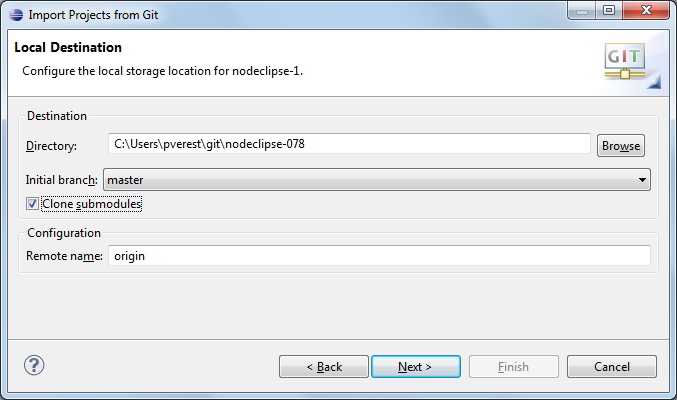 Import Projects from Git
Local Destination
Configure the local storage location for nodeclipse-1.
GIT
Destination
Directory: C:\Users\pverest\git\nodeclipse-078 Browse
Initial branch: master
Clone submodules
Configuration
Remote name: origin
? < Back Next > Finish Cancel